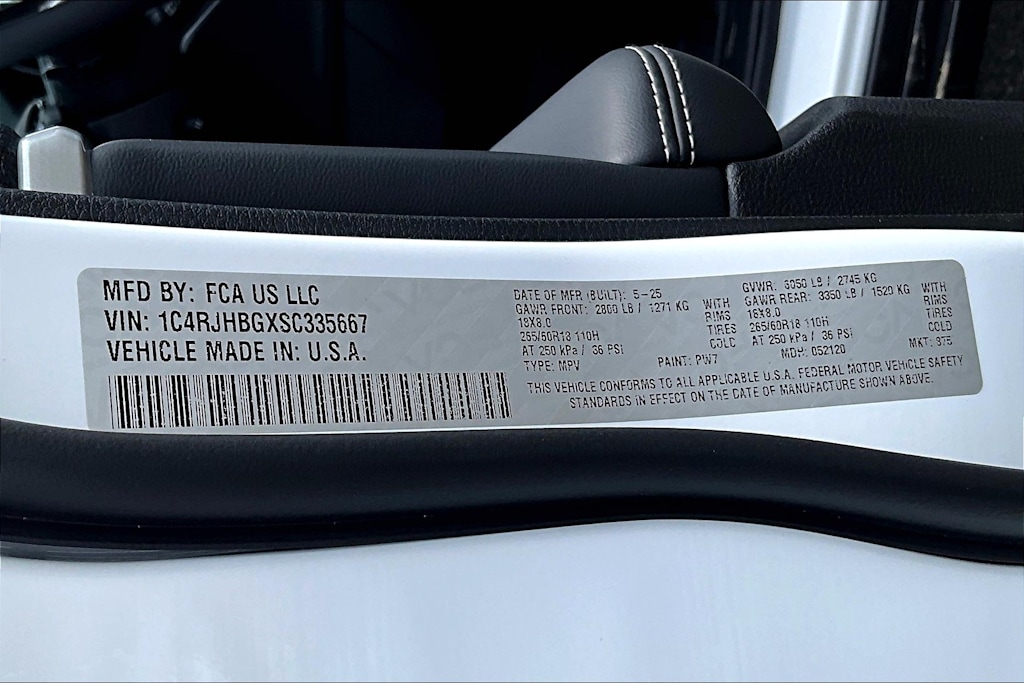 MFD BY: FCA US LLC
VIN: 1C4RJHBGXSC335667
VEHICLE MADE IN: U.S.A.
DATE OF MFR (BUILT): 5-25
GAWR FRONT: 2800 LB / 1271 KG WITH
18X8.0 RIMS
265/60R18 110H TIRES
AT 250 kPa / 36 PSI COLD
TYPE: MPV PAINT: PW7
GVWR: 6050 LB / 2745 KG
GAWR REAR: 3350 LB / 1520 KG WITH
18X8.0 RIMS
265/60R18 110H TIRES
AT 250 kPa / 36 PSI COLD
MDH: 052120 MKT:
THIS VEHICLE CONFORMS TO ALL APPLICABLE U.S.A. FEDERAL MOTOR VEHICLE SAFETY
STANDARDS IN EFFECT ON THE DATE OF MANUFACTURE SHOWN ABOVE.